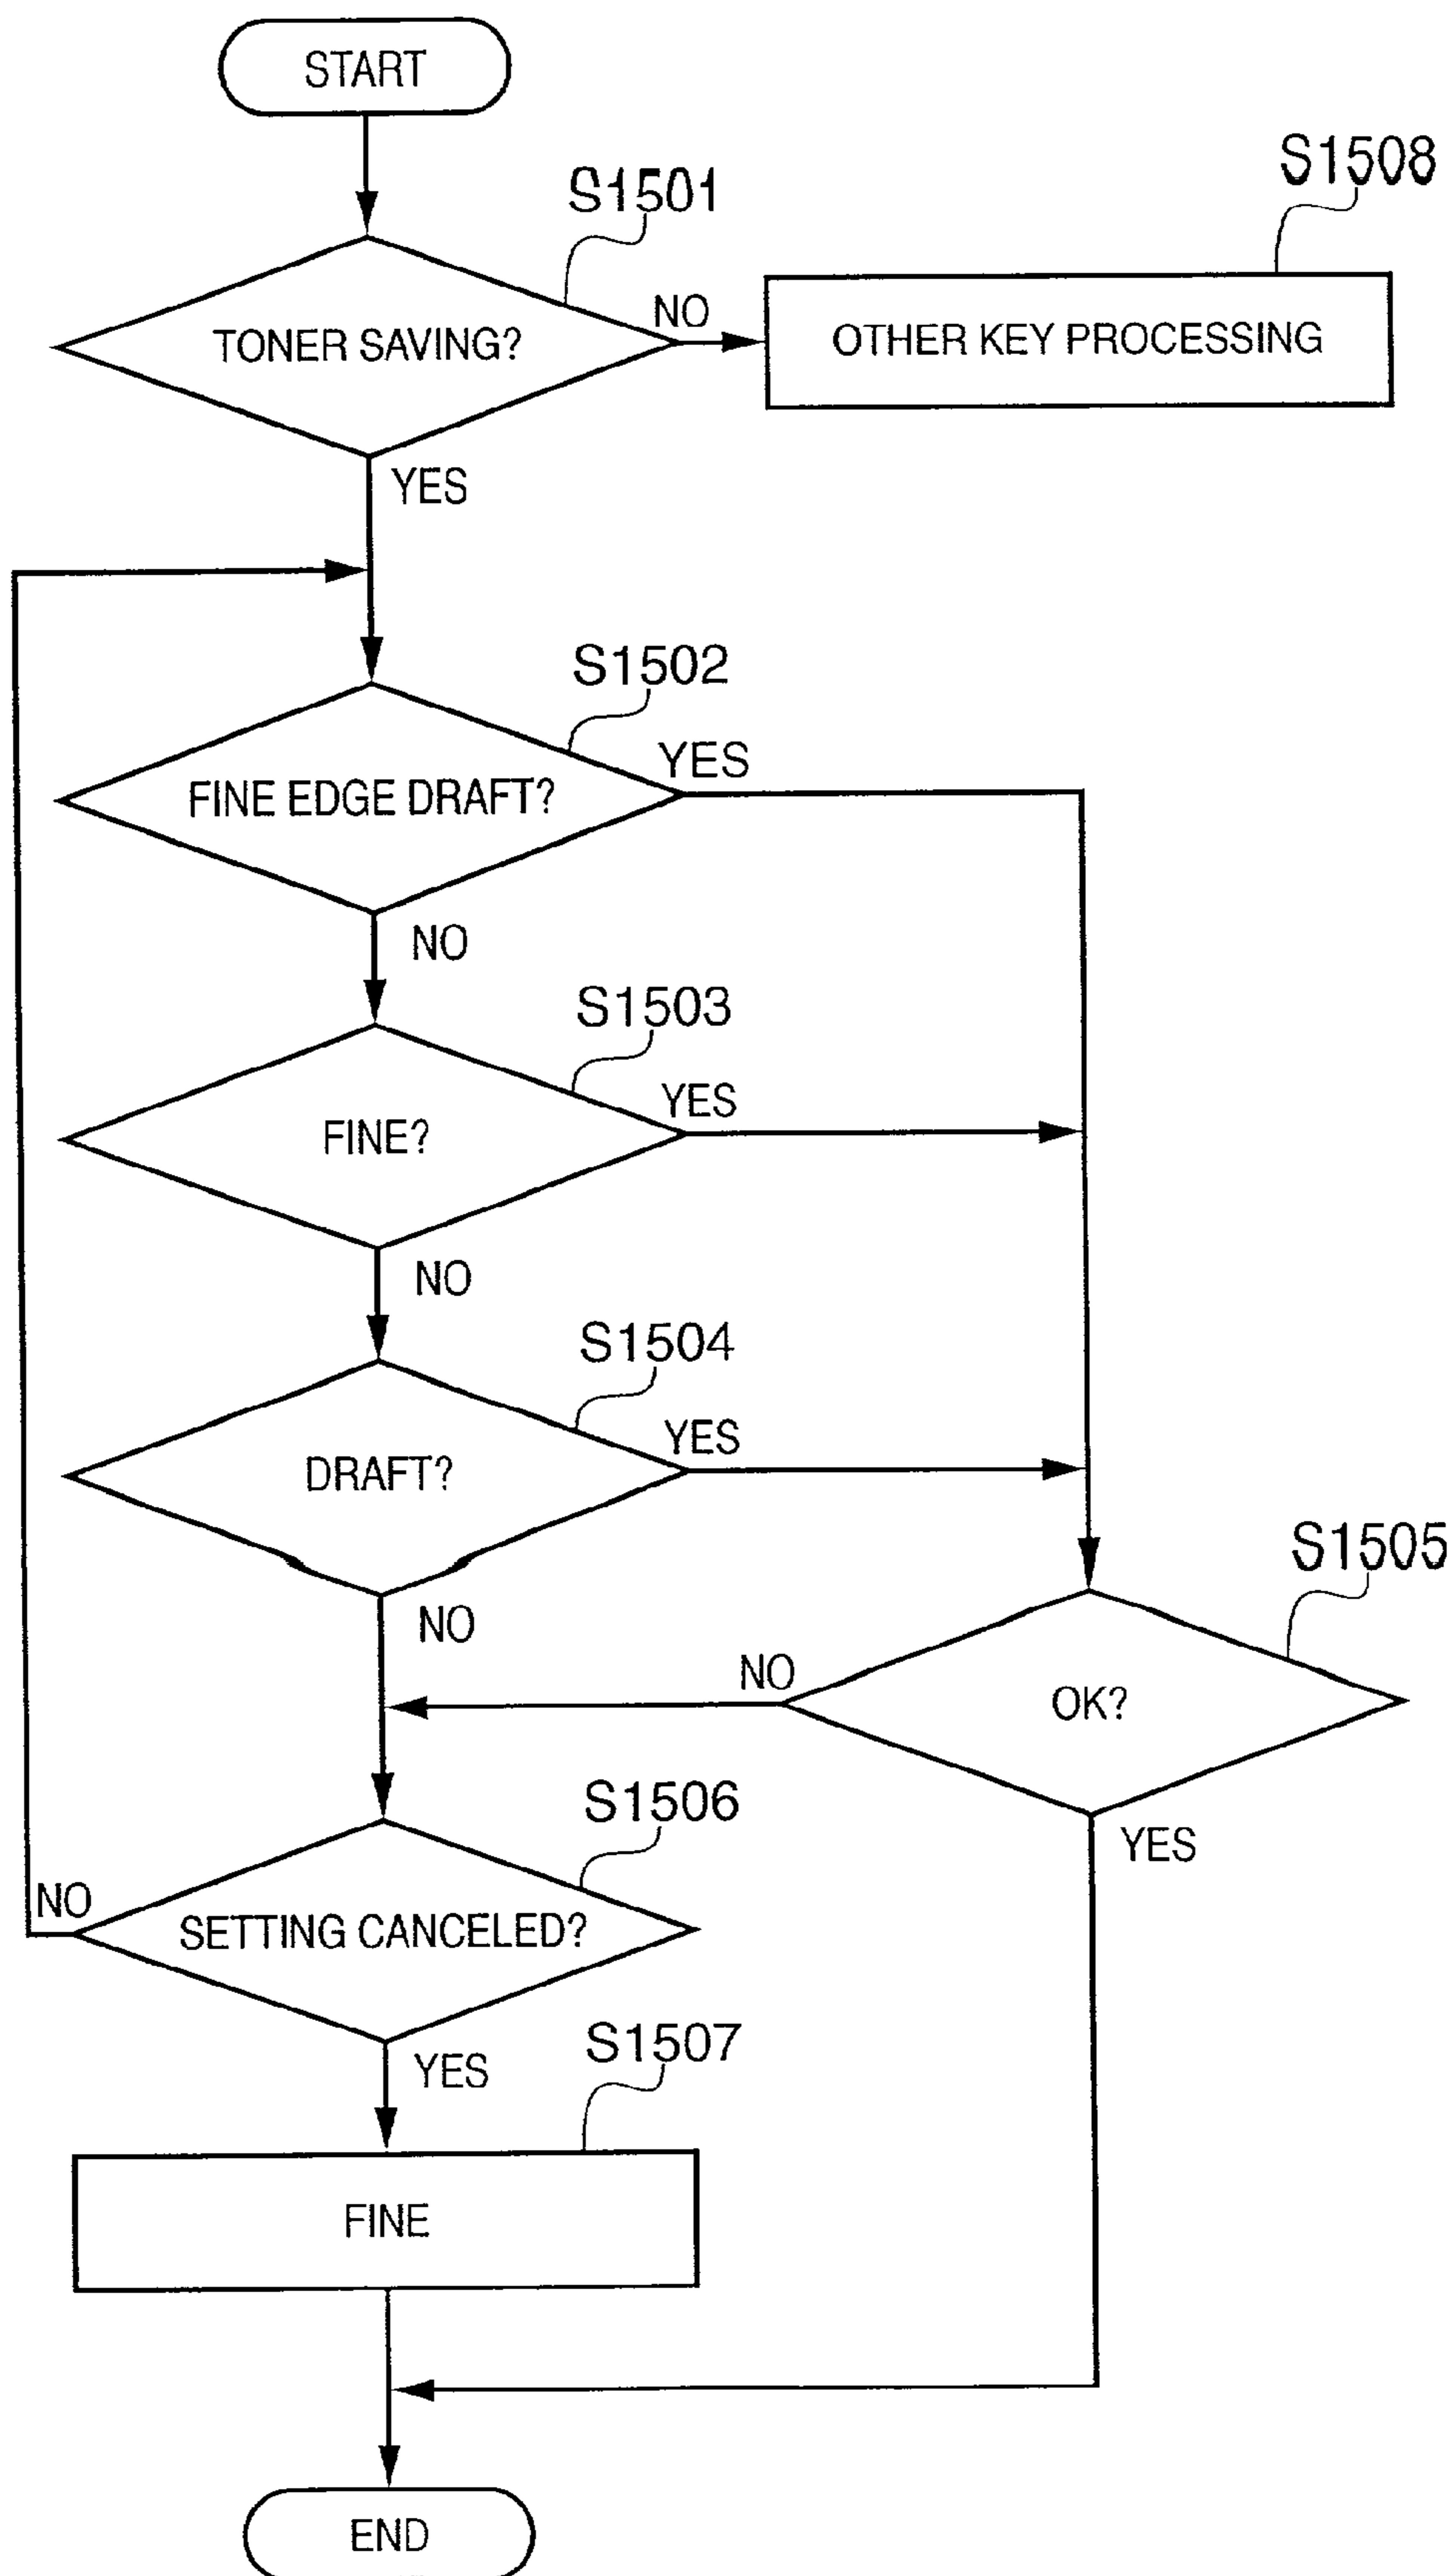 START
S1501
S1508
TONER SAVING?
NO
OTHER KEY PROCESSING
YES
S1502
FINE EDGE DRAFT?
YES
NO
S1503
FINE?
YES
NO
S1504
DRAFT?
YES
NO
S1505
OK?
NO
YES
S1506
SETTING CANCELED?
NO
YES
S1507
FINE
END